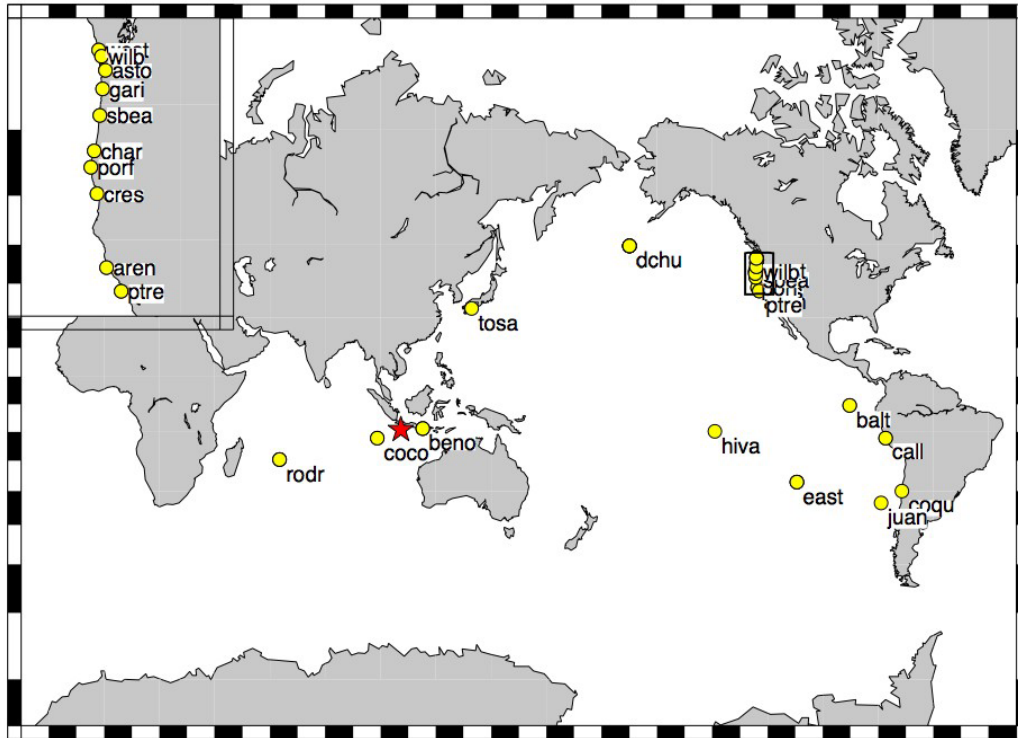 wilb
asto
gari
sbea
char
porf
cres
aren
ptre
dchu
wilbt
ptre
tosa
balt
call
hiva
beno
coco
rodr
east
coqu
juan